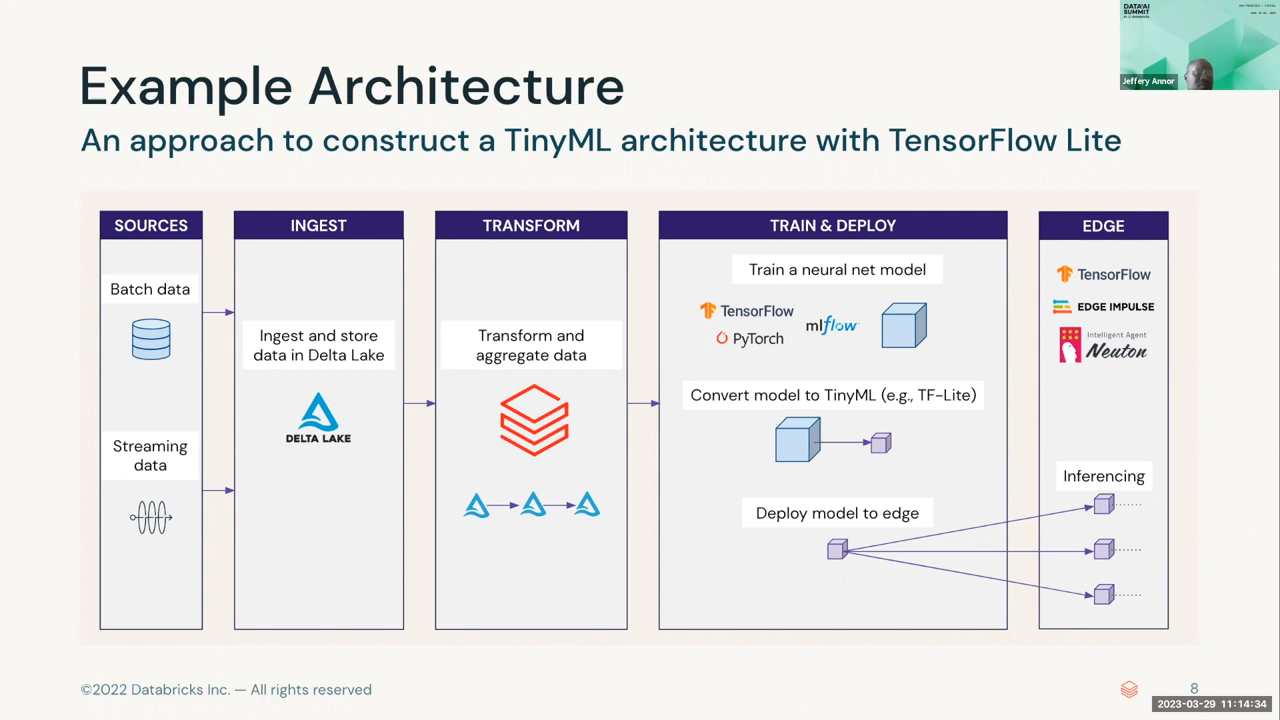 DATA+AI
SUMMIT
Jeffery Annor
Example Architecture
An approach to construct a TinyML architecture with TensorFlow Lite
SOURCES
Batch data
Streaming
data
INGEST
Ingest and store
data in Delta Lake
DELTA LAKE
TRANSFORM
Transform and
aggregate data
TRAIN & DEPLOY
Train a neural net model
TensorFlow
mlflow
PyTorch
Convert model to TinyML (e.g., TF-Lite)
Deploy model to edge
EDGE
TensorFlow
EDGE IMPULSE
Intelligent Agent
Neuton
Inferencing
©2022 Databricks Inc. — All rights reserved
8
2023-03-29 11:14:34